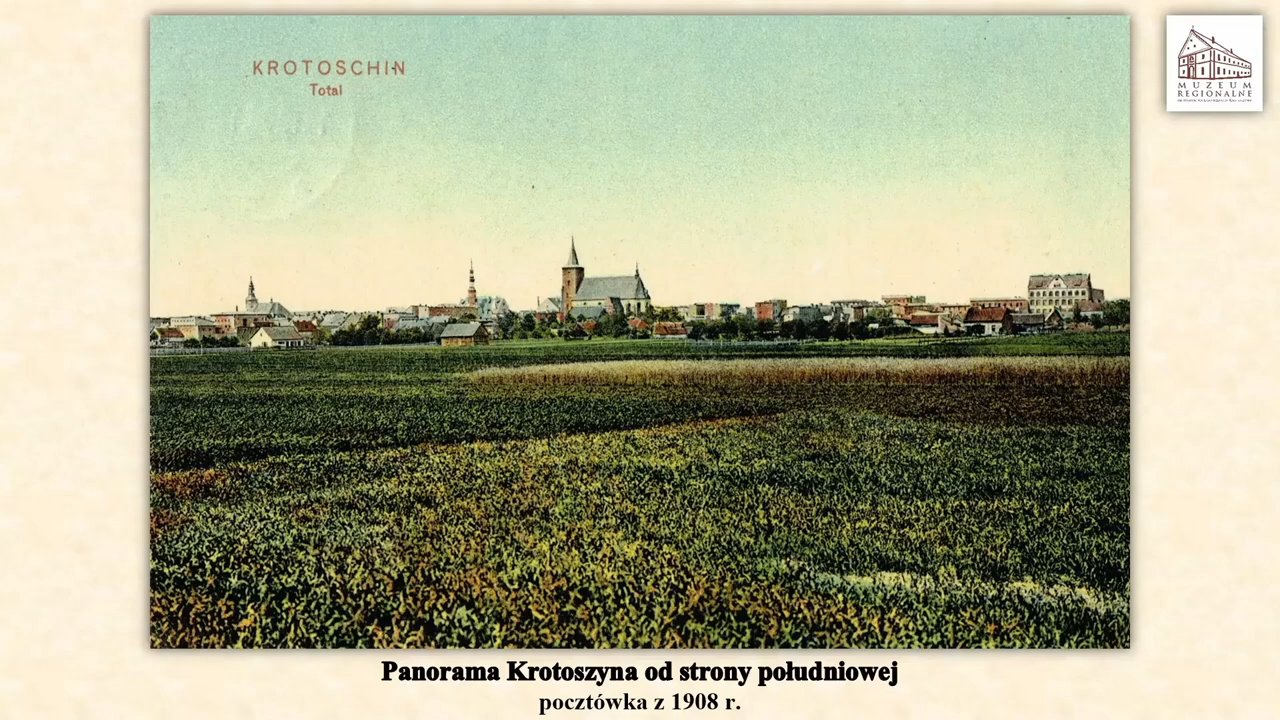 KROTOSCHIN
Total
MUZEUM
REGIONALNE
Panorama Krotoszyna od strony południowej
pocztówka z 1908 r.